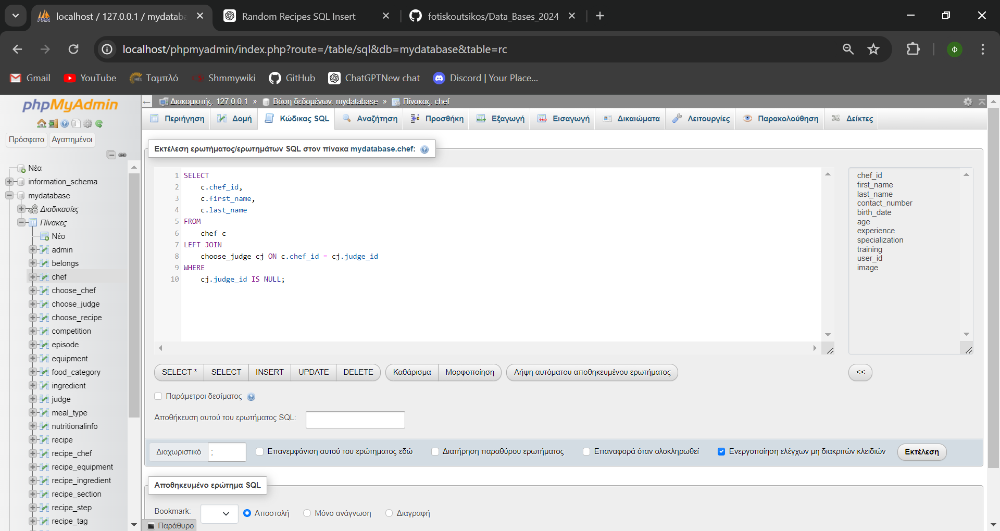 localhost / 127.0.0.1 / mydatab
Random Recipes SQL Insert
fotiskoutsikos/Data_Bases_2024
localhost/phpmyadmin/index.php?route=/table/sql&db=mydatabase&table=rc
Φ
Gmail
YouTube
Ταμπλό
Shmmywiki
GitHub
ChatGPTNew chat
Discord | Your Place...
phpMyAdmin
Πρόσφατα
Αγαπημένοι
Νέα
information_schema
mydatabase
Διαδικασίες
Πίνακες
Νέο
admin
belongs
chef
choose_chef
choose_judge
choose_recipe
competition
episode
equipment
food_category
ingredient
judge
meal_type
nutritionalinfo
recipe
recipe_chef
recipe_equipment
recipe_ingredient
recipe_section
recipe_step
recipe_tag
Διακομιστής: 127.0.0.1 » Βάση δεδομένων: mydatabase » Πίνακας: chef
Περιήγηση
Δομή
Κώδικας SQL
Αναζήτηση
Προσθήκη
Εξαγωγή
Εισαγωγή
Δικαιώματα
Λειτουργίες
Παρακολούθηση
Δείκτες
Εκτέλεση ερωτήματος/ερωτημάτων SQL στον πίνακα mydatabase.chef:
1 SELECT
2 c.chef_id,
3 c.first_name,
4 c.last_name
5 FROM
6 chef c
7 LEFT JOIN
8 choose_judge cj ON c.chef_id = cj.judge_id
9 WHERE
10 cj.judge_id IS NULL;
chef_id
first_name
last_name
contact_number
birth_date
age
experience
specialization
training
user_id
image
SELECT *
SELECT
INSERT
UPDATE
DELETE
Καθάρισμα
Μορφοποίηση
Λήψη αυτόματου αποθηκευμένου ερωτήματος
<<
Παράμετροι δεσίματος
Αποθήκευση αυτού του ερωτήματος SQL:
Διαχωριστικό ;
Επανεμφάνιση αυτού του ερώτηματος εδώ
Διατήρηση παραθύρου ερωτήματος
Επαναφορά όταν ολοκληρωθεί
Ενεργοποίηση ελέγχων μη διακριτών κλειδιών
Εκτέλεση
Αποθηκευμένο ερώτημα SQL
Bookmark:
Αποστολή
Μόνο ανάγνωση
Διαγραφή
Παράθυρο